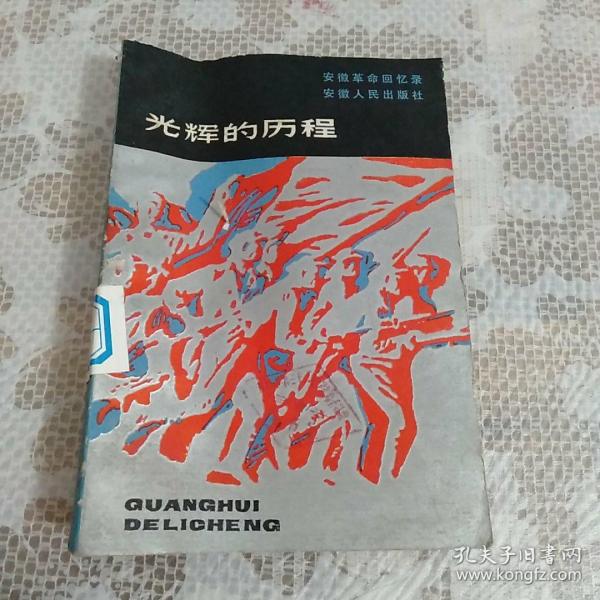 安徽革命回忆录
安徽人民出版社
光辉的历程
GUANGHUI
DELICHENG
孔夫子旧书网
www.kongfz.com